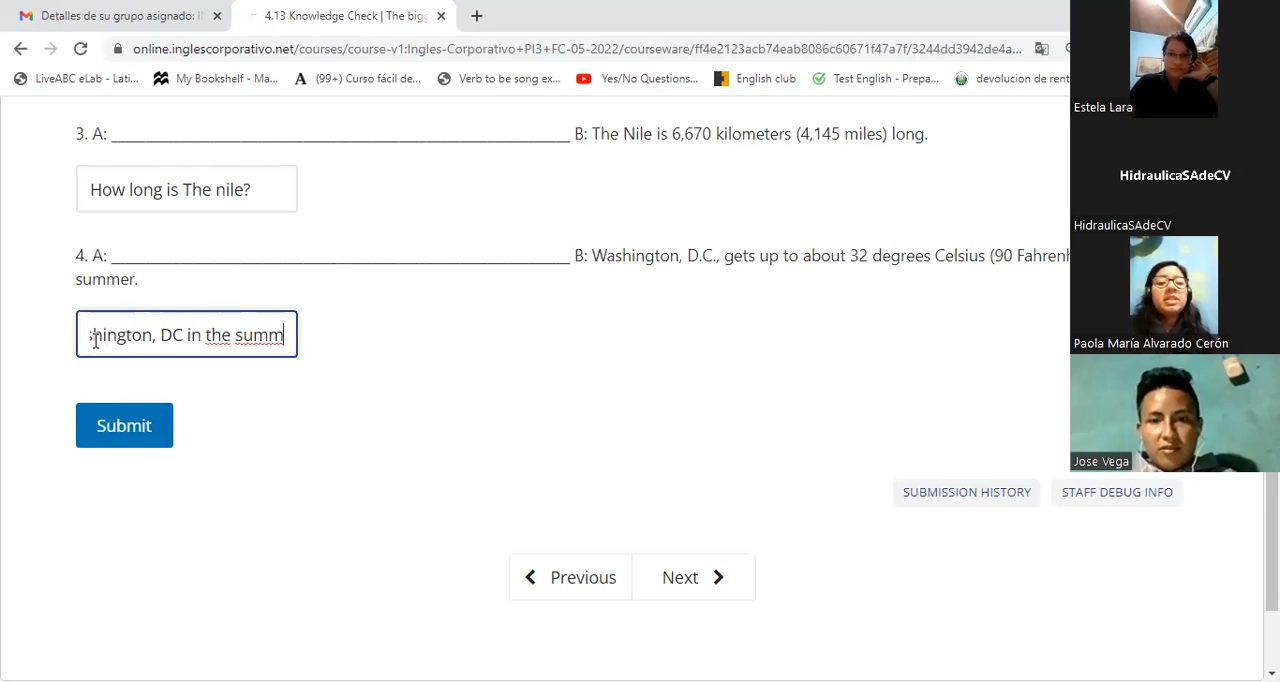 Detalles de su grupo asignado: I
4.13 Knowledge Check | The bigg
online.inglescorporativo.net/courses/course-v1:Ingles-Corporativo+PI3+FC-05-2022/courseware/ff4e2123acb74eab8086c60671f47a7f/3244dd3942de4a...
LiveABC eLab - Lati...
My Bookshelf - Ma...
(99+) Curso fácil de...
Verb to be song ex...
Yes/No Questions...
English club
Test English - Prepa...
devolucion de rent
Estela Lara
3. A: ______________________________ B: The Nile is 6,670 kilometers (4,145 miles) long.
How long is The nile?
HidraulicaSAdeCV
HidraulicaSAdeCV
4. A: ______________________________ B: Washington, D.C., gets up to about 32 degrees Celsius (90 Fahrenh
summer.
hington, DC in the summ
Paola María Alvarado Cerón
Submit
Jose Vega
SUBMISSION HISTORY
STAFF DEBUG INFO
Previous
Next